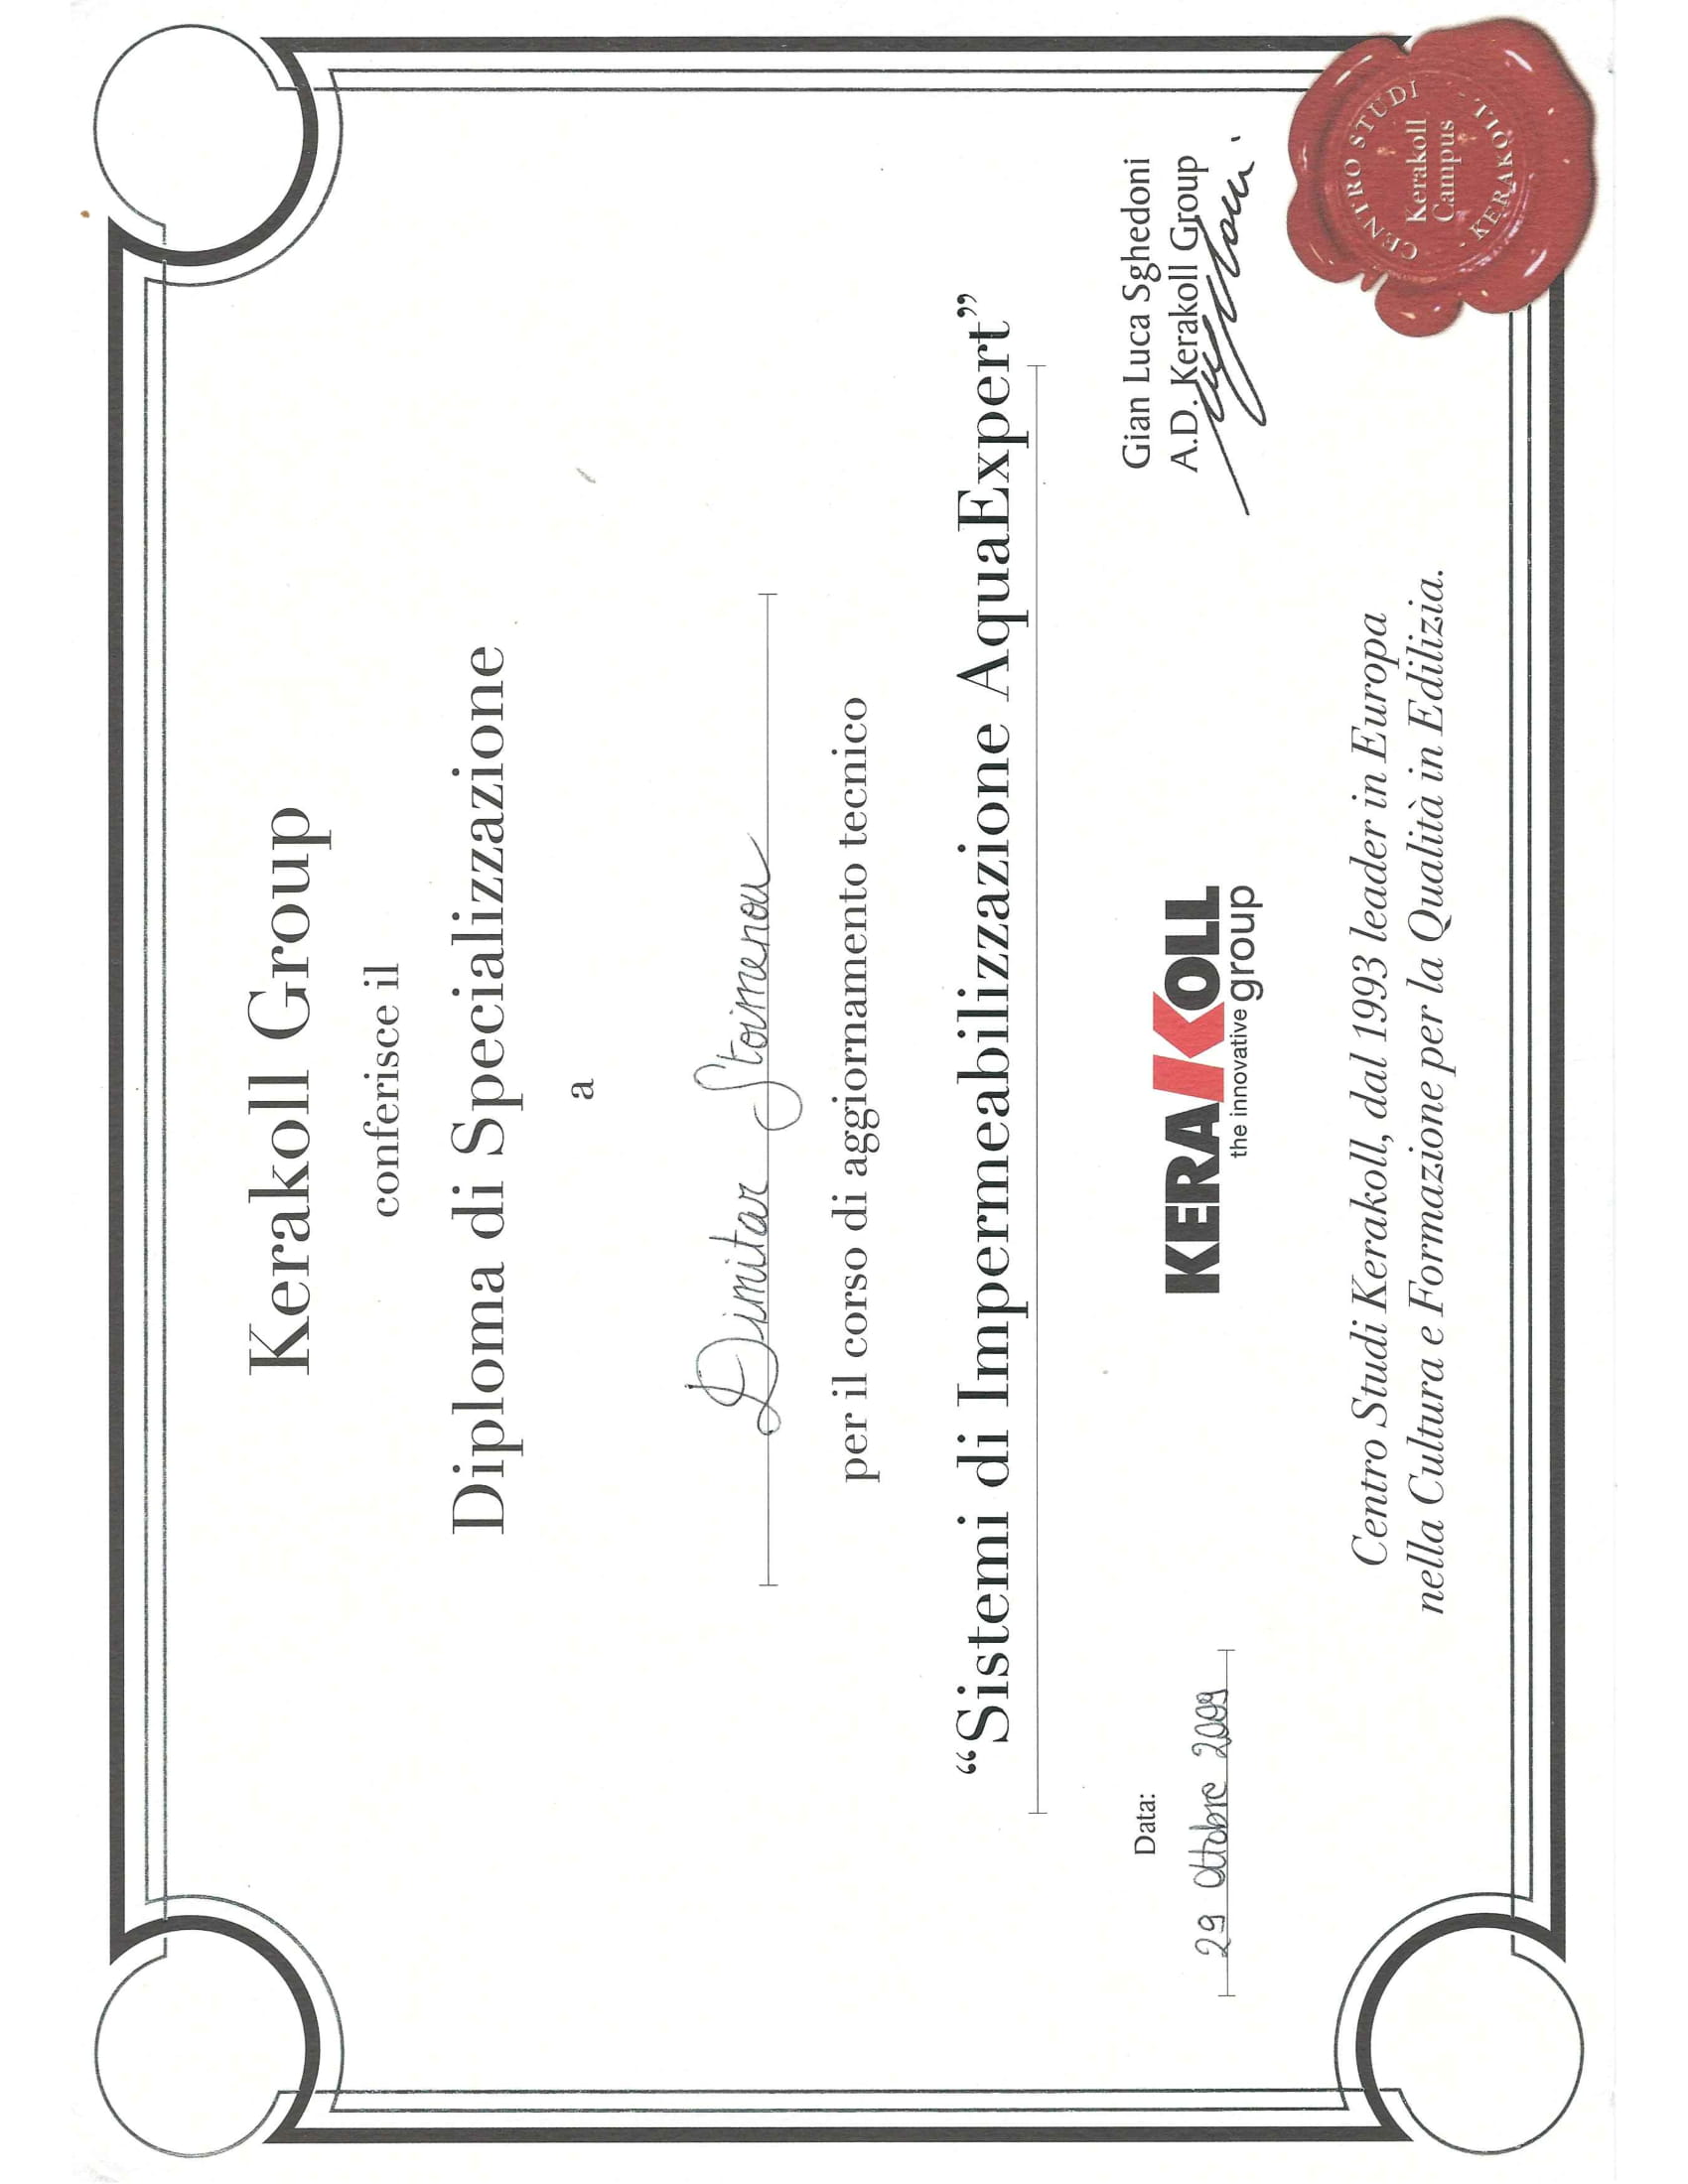 Kerakoll Group
conferisce il
Diploma di Specializzazione
a
Dimitar Stoimenou
per il corso di aggiornamento tecnico
“Sistemi di Impermeabilizzazione AquaExpert”
Data:
29 Ottobre 2009
KERAKOLL
the innovative group
Gian Luca Sghedoni
A.D. Kerakoll Group
Centro Studi Kerakoll, dal 1993 leader in Europa
nella Cultura e Formazione per la Qualità in Edilizia.
CENTRO STUDI
Kerakoll
Campus
· KERAKOLL ·